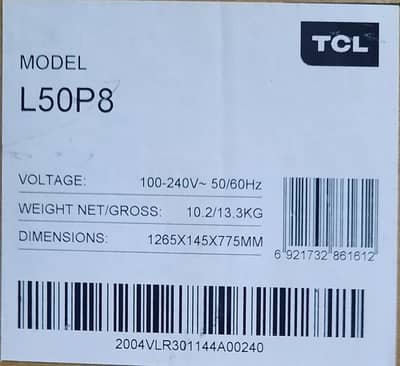 TCL
MODEL
L50P8
VOLTAGE: 100-240V~ 50/60Hz
WEIGHT NET/GROSS: 10.2/13.3KG
DIMENSIONS: 1265X145X775MM
6 921732 861612
2004VLR301144A00240